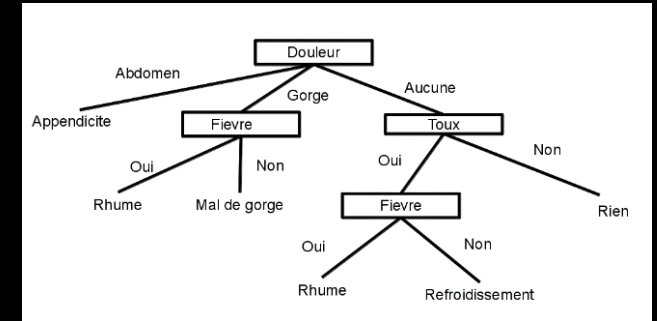 Douleur
Abdomen
Gorge
Aucune
Appendicite
Fievre
Toux
Oui
Non
Oui
Non
Rhume
Mal de gorge
Fievre
Rien
Oui
Non
Rhume
Refroidissement